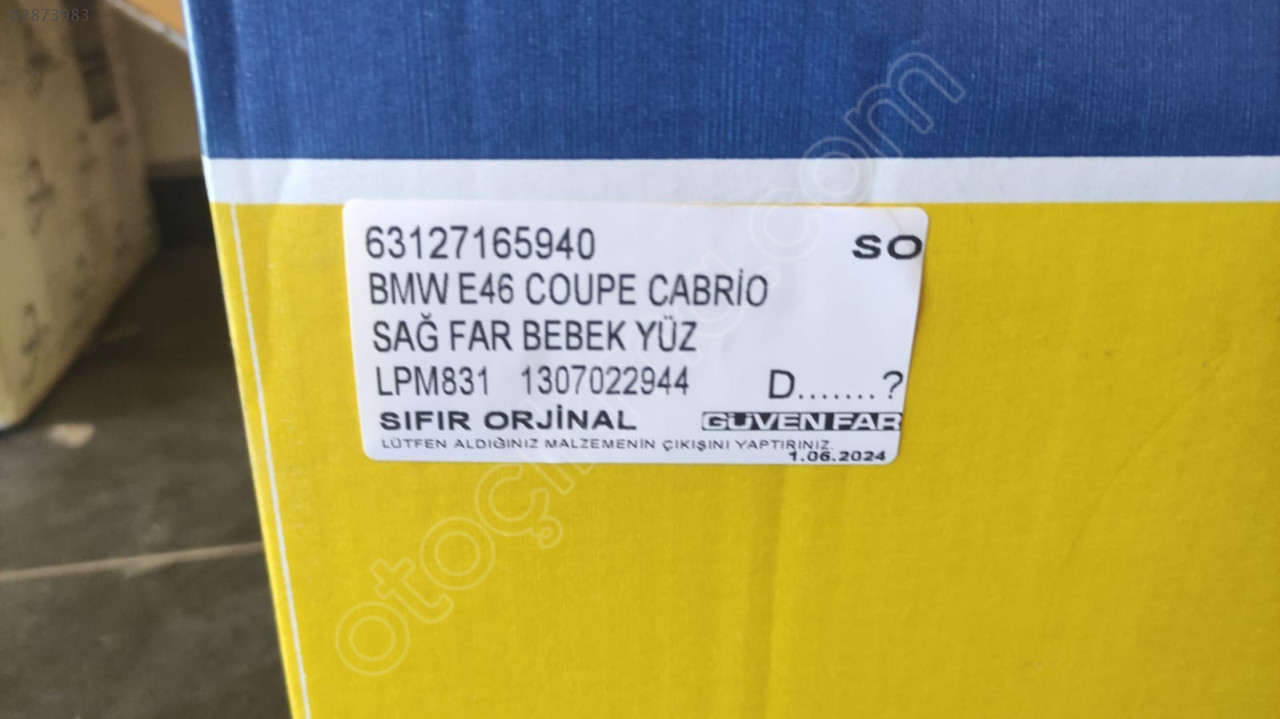 63127165940 SO
BMW E46 COUPE CABRİO
SAĞ FAR BEBEK YÜZ
LPM831 1307022944 D.......?
SIFIR ORJİNAL GÜVEN FAR
LÜTFEN ALDIĞINIZ MALZEMENİN ÇIKIŞINI YAPTIRINIZ.
1.06.2024